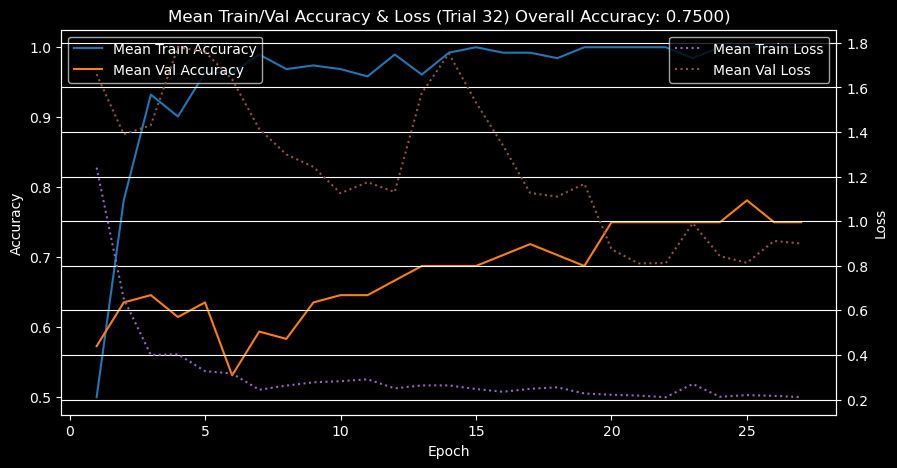 Mean Train/Val Accuracy & Loss (Trial 32) Overall Accuracy: 0.7500)
Mean Train Accuracy
Mean Val Accuracy
Mean Train Loss
Mean Val Loss
1.0
0.9
0.8
0.7
0.6
0.5
Accuracy
1.8
1.6
1.4
1.2
1.0
0.8
0.6
0.4
0.2
Loss
0 5 10 15 20 25
Epoch